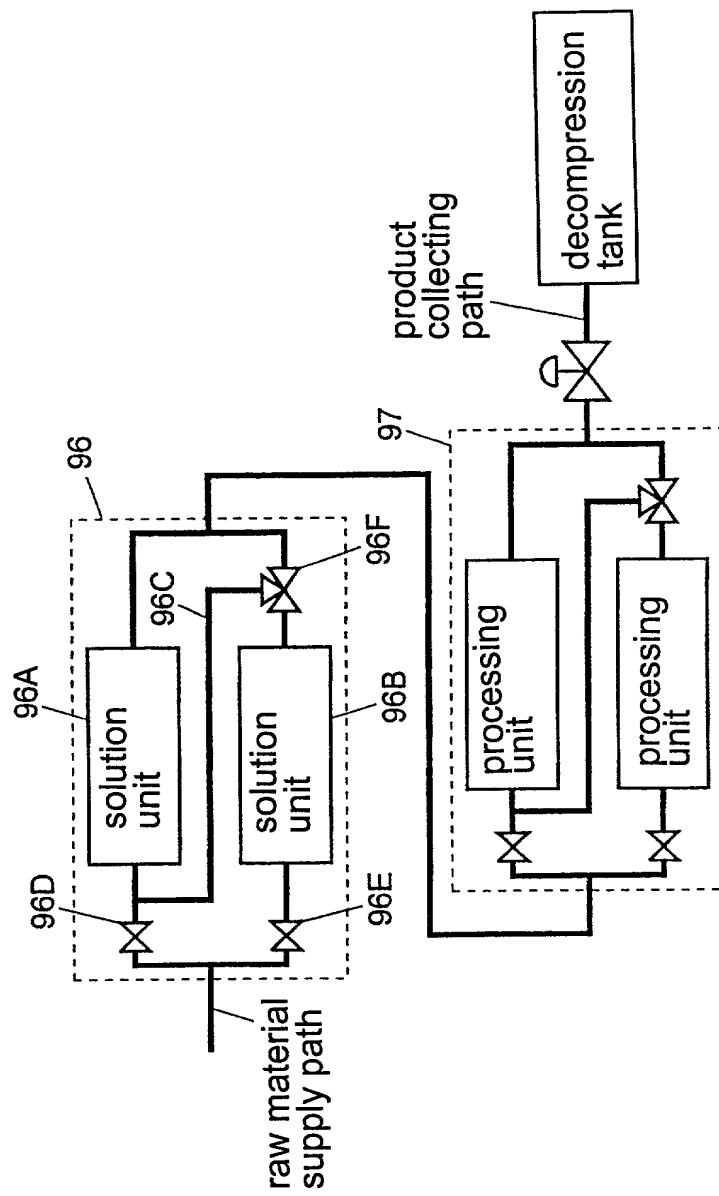 96
96A
96C
96D
solution
unit
solution
unit
96F
96B
96E
raw material
supply path
97
processing
unit
processing
unit
product
collecting
path
decompression
tank